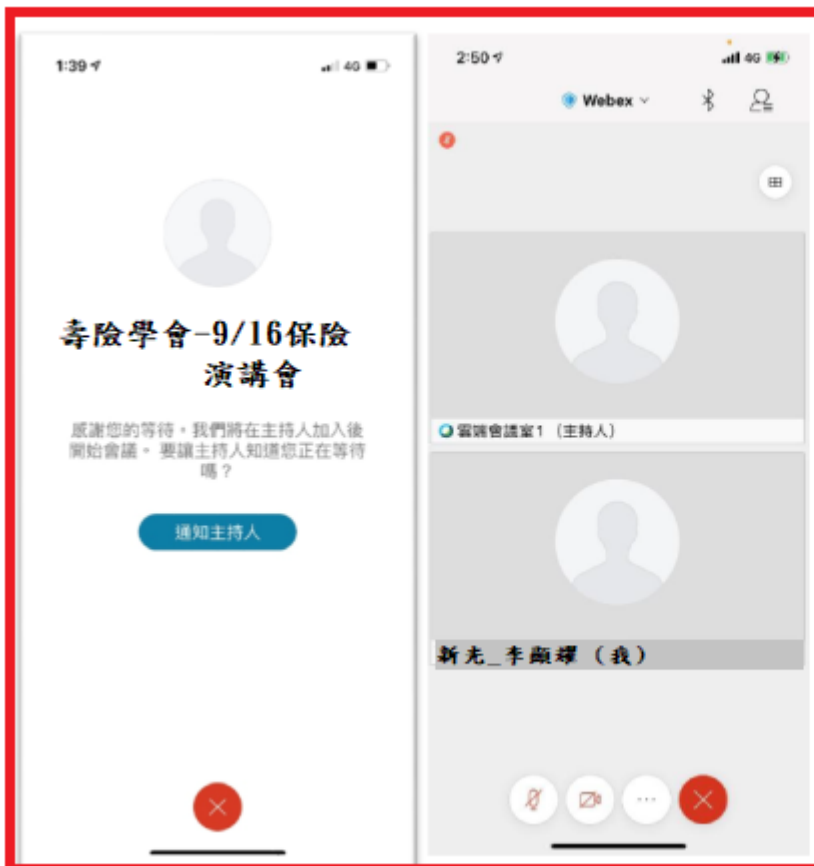 1:39
4G
壽險學會-9/16保險
演講會
感謝您的等待。我們將在主持人加入後
開始會議。要讓主持人知道您正在等待
嗎？
通知主持人
2:50
4G
Webex
雲端會議室1 （主持人）
新光_李顯耀（我）